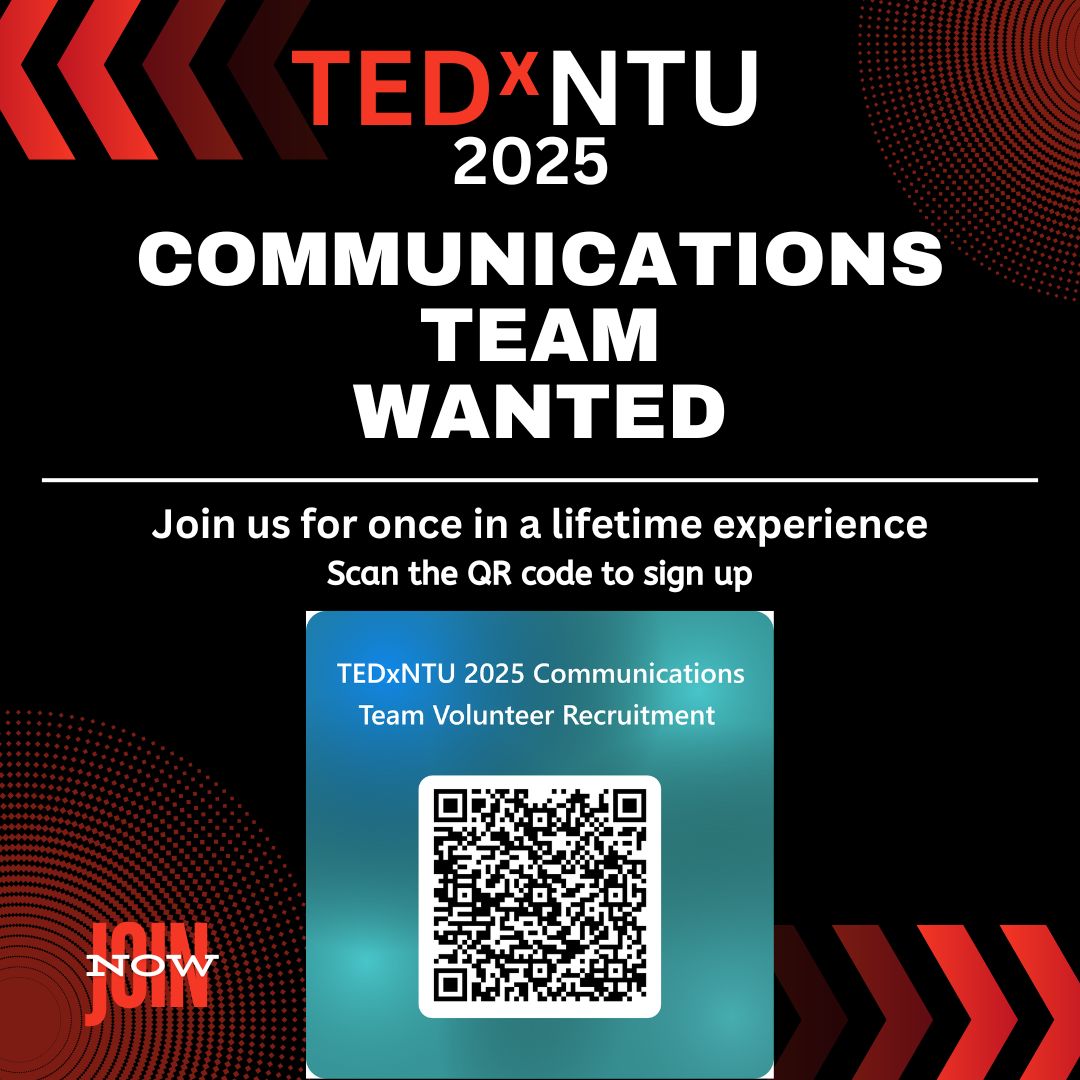 TEDxNTU
2025
COMMUNICATIONS
TEAM
WANTED
Join us for once in a lifetime experience
Scan the QR code to sign up
TEDxNTU 2025 Communications
Team Volunteer Recruitment
JOIN
NOW